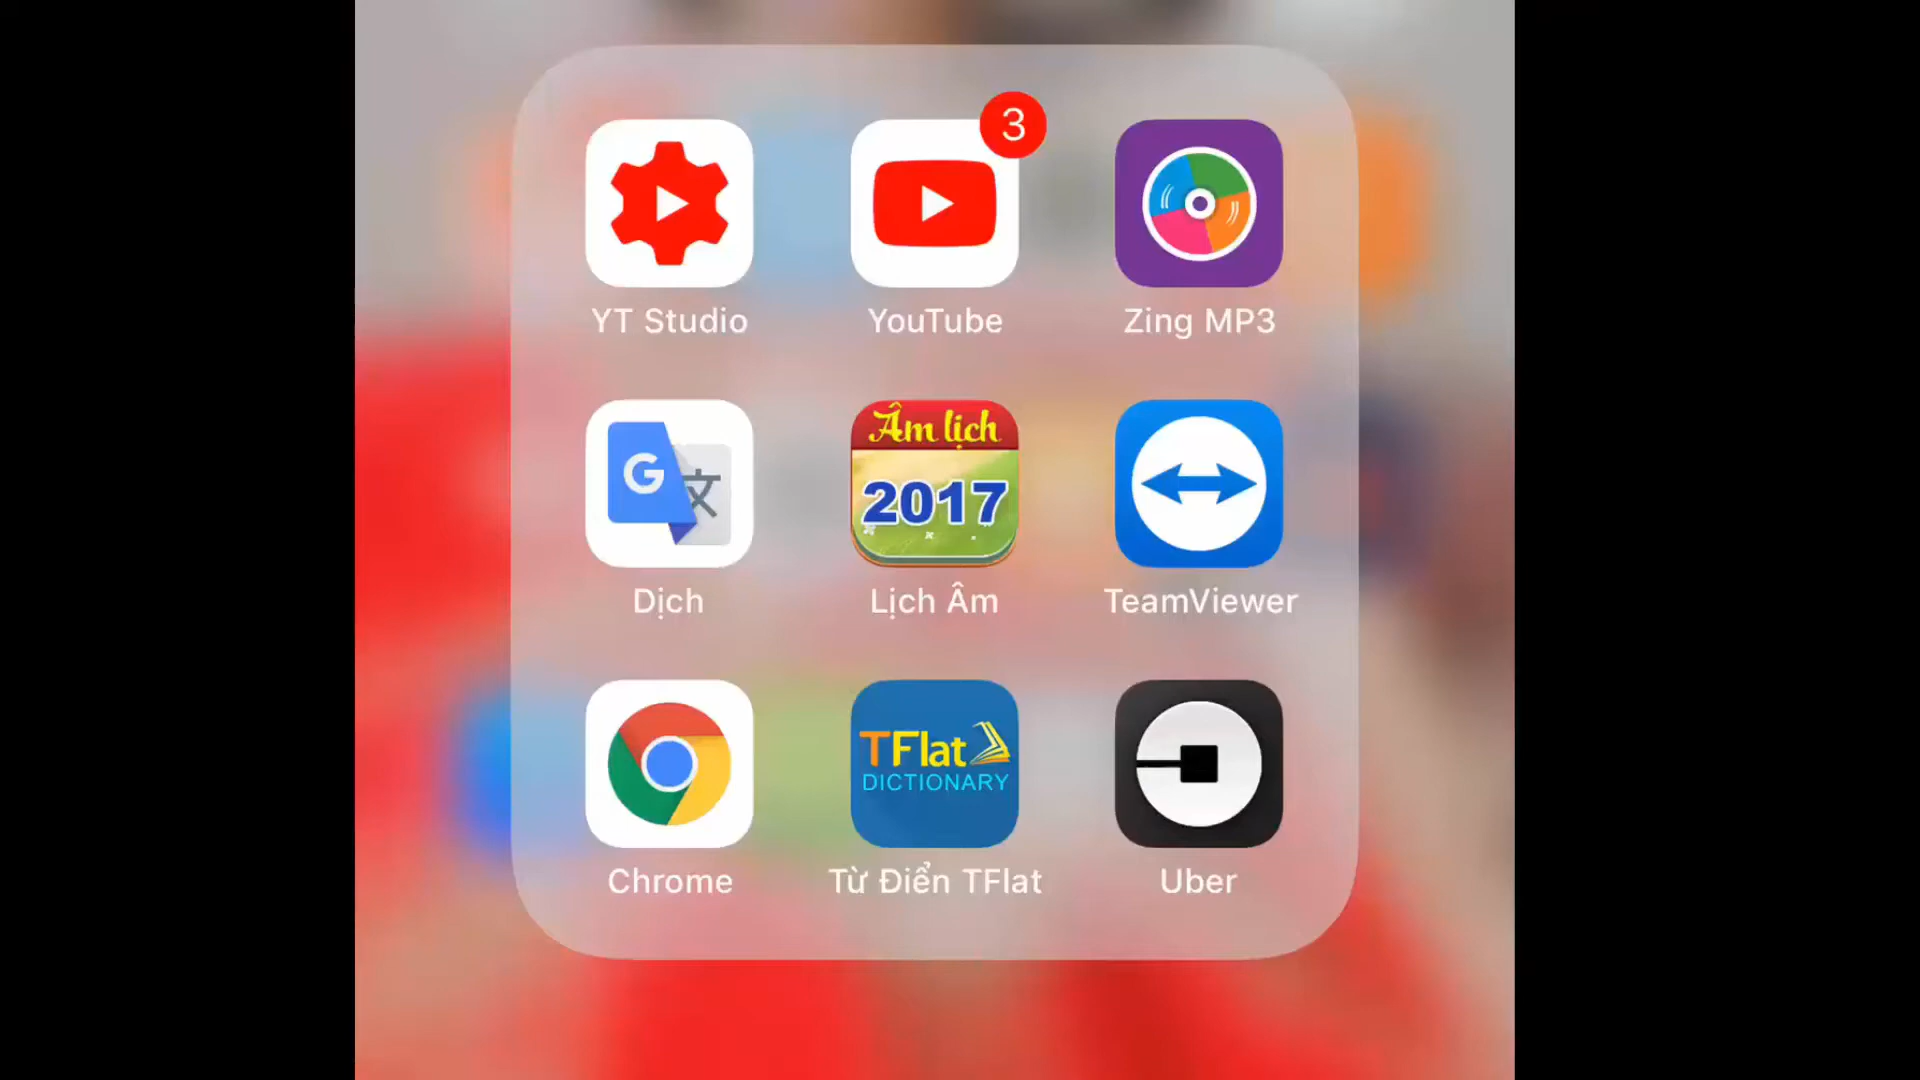 3
YT Studio
YouTube
Zing MP3
G 文
Âm lịch
2017
Dịch
Lịch Âm
TeamViewer
TFlat
DICTIONARY
Chrome
Từ Điển TFlat
Uber